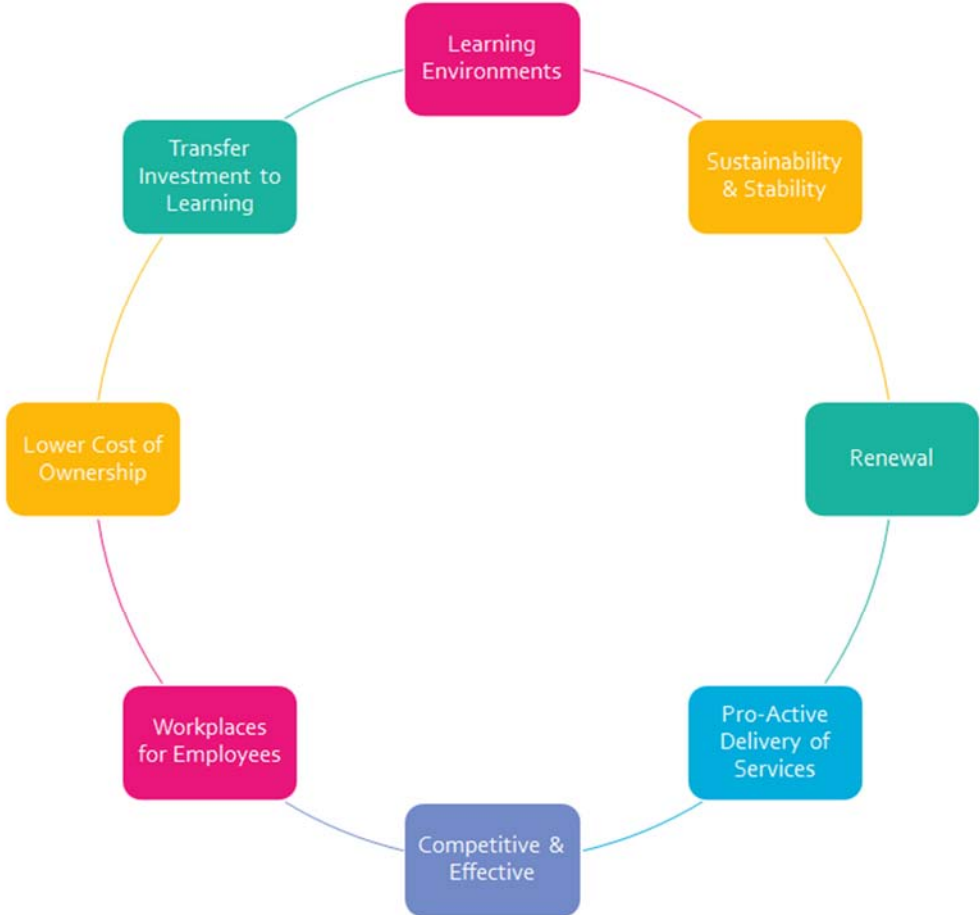 Learning
Environments
Sustainability
& Stability
Renewal
Pro-Active
Delivery of
Services
Competitive &
Effective
Workplaces
for Employees
Lower Cost of
Ownership
Transfer
Investment to
Learning